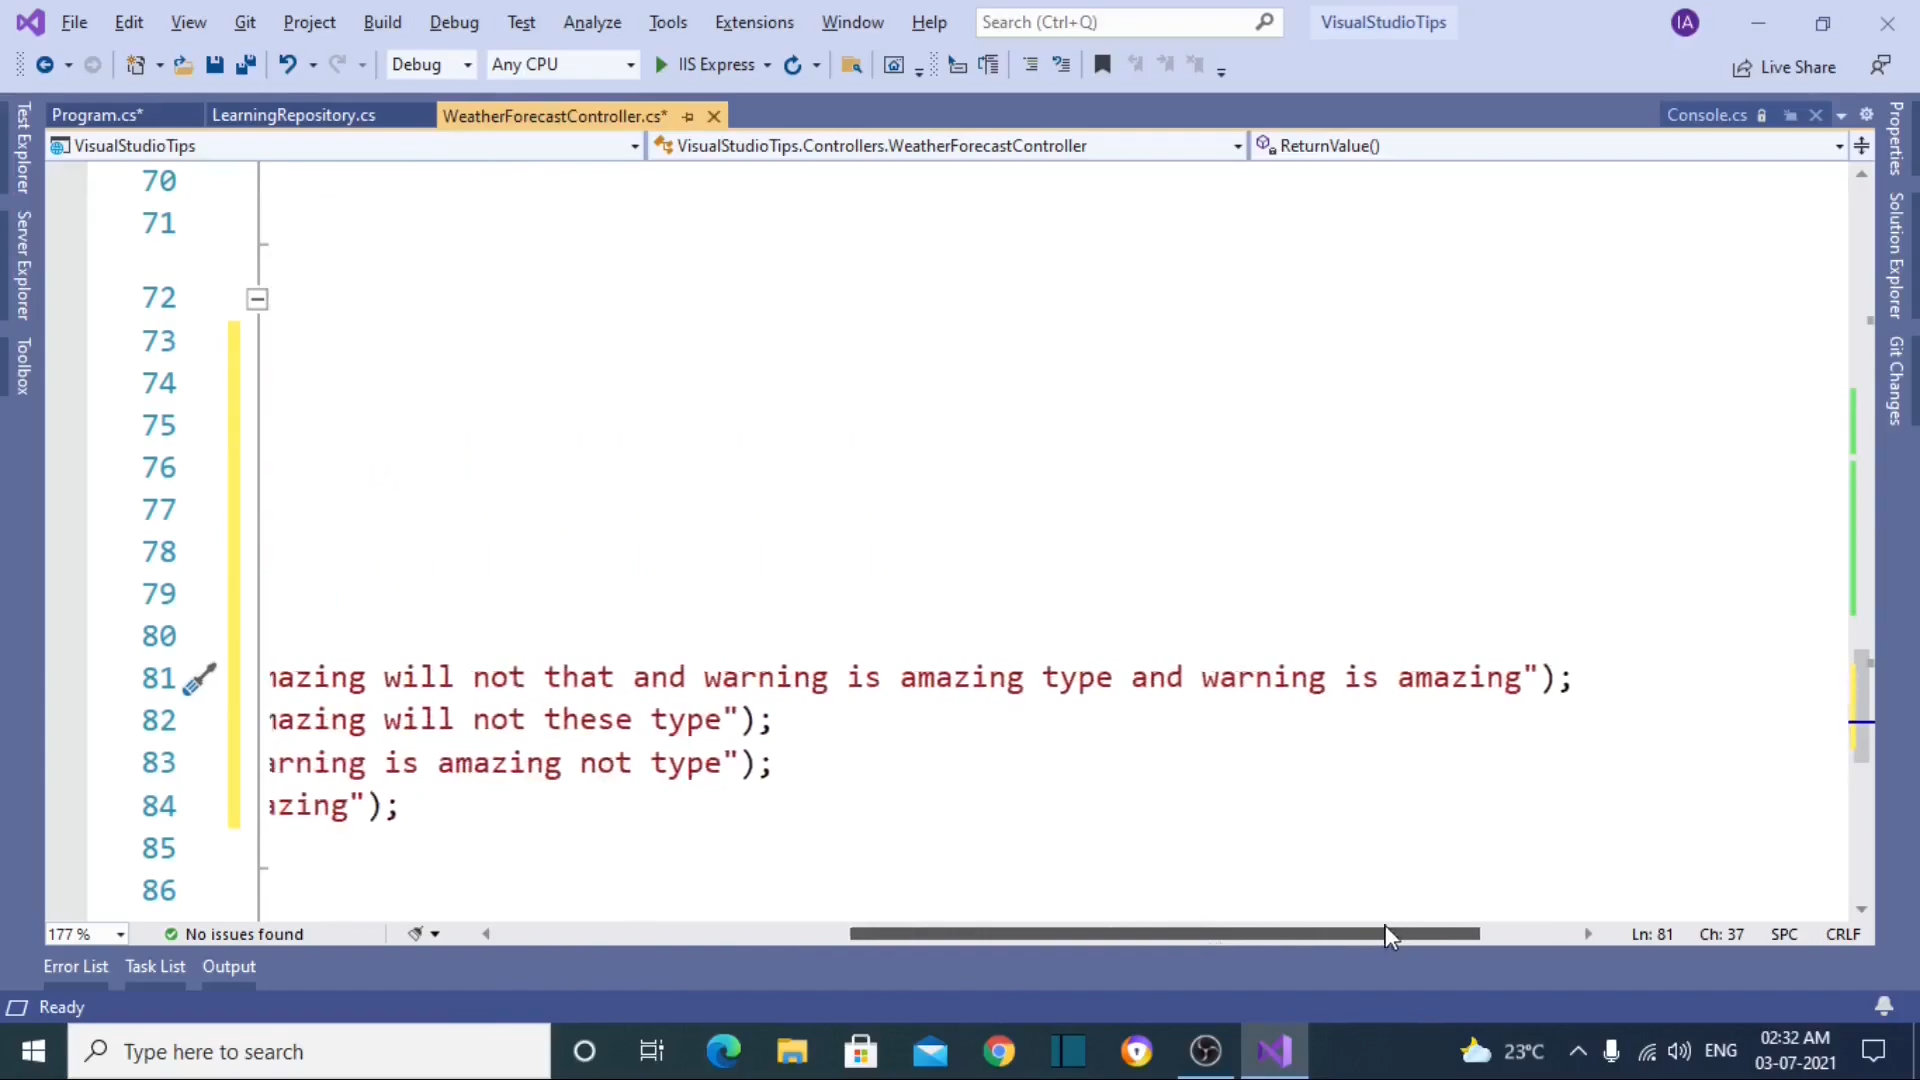 File Edit View Git Project Build Debug Test Analyze Tools Extensions Window Help Search (Ctrl+Q) VisualStudioTips IA
Debug Any CPU IIS Express Live Share
Program.cs* LearningRepository.cs WeatherForecastController.cs* Console.cs
VisualStudioTips VisualStudioTips.Controllers.WeatherForecastController ReturnValue()
Test Explorer
Server Explorer
Toolbox
Properties
Solution Explorer
Git Changes
70
71
72
73
74
75
76
77
78
79
80
81 mazing will not that and warning is amazing type and warning is amazing");
82 mazing will not these type");
83 arning is amazing not type");
84 azing");
85
86
177 % No issues found Ln: 81 Ch: 37 SPC CRLF
Error List Task List Output
Ready
Type here to search 23°C ENG 02:32 AM
03-07-2021